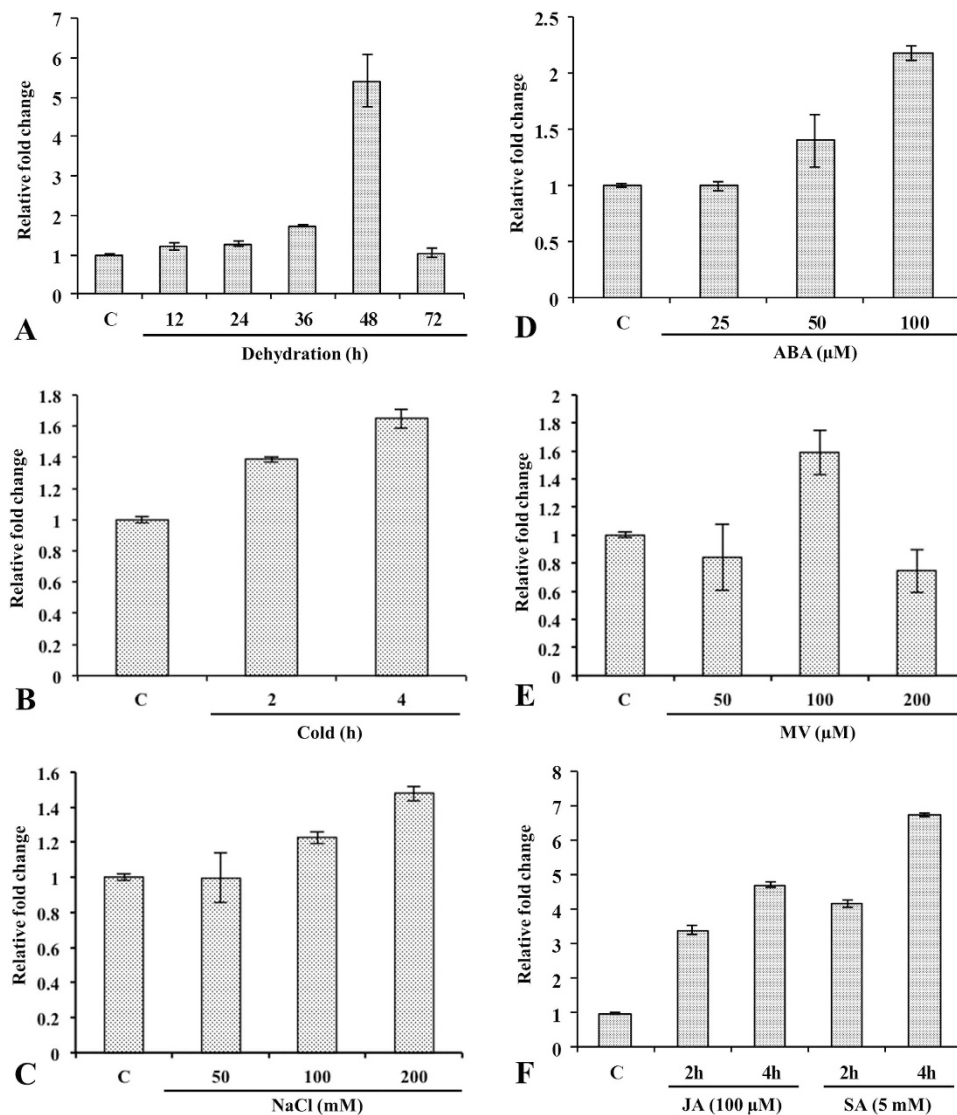 7
6
5
4
3
2
1
0
Relative fold change
C 12 24 36 48 72
Dehydration (h)
A
2.5
2
1.5
1
0.5
0
Relative fold change
C 25 50 100
ABA (µM)
D
1.8
1.6
1.4
1.2
1
0.8
0.6
0.4
0.2
0
Relative fold change
C 2 4
Cold (h)
B
2
1.8
1.6
1.4
1.2
1
0.8
0.6
0.4
0.2
0
Relative fold change
C 50 100 200
MV (µM)
E
1.6
1.4
1.2
1
0.8
0.6
0.4
0.2
0
Relative fold change
C 50 100 200
NaCl (mM)
C
8
7
6
5
4
3
2
1
0
Relative fold change
C 2h 4h 2h 4h
JA (100 µM) SA (5 mM)
F